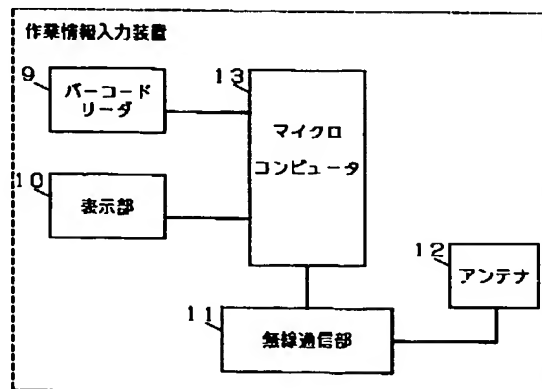 作業情報入力装置
9
バーコード
リーダ
13
マイクロ
コンピュータ
10
表示部
12
アンテナ
11
無線通信部